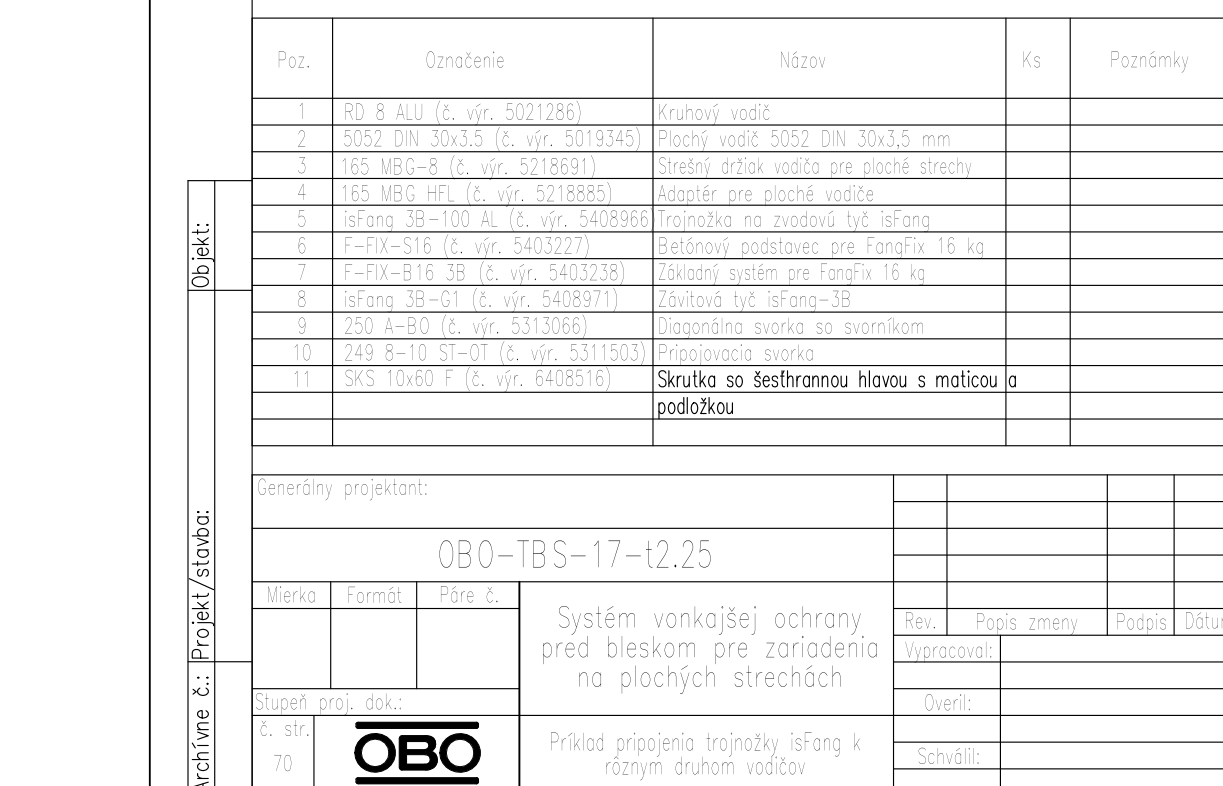 Poz. Označenie Názov Ks Poznámky
1 RD 8 ALU (č. výr. 5021286) Kruhový vodič
2 5052 DIN 30x3.5 (č. výr. 5019345) Plochý vodič 5052 DIN 30x3,5 mm
3 165 MBG-8 (č. výr. 5218691) Strešný držiak vodiča pre ploché strechy
4 165 MBG HFL (č. výr. 5218885) Adaptér pre ploché vodiče
5 isFang 3B-100 AL (č. výr. 5408966) Trojnožka na zvodovú tyč isFang
6 F-FIX-S16 (č. výr. 5403227) Betónový podstavec pre FangFix 16 kg
7 F-FIX-B16 3B (č. výr. 5403238) Základný systém pre FangFix 16 kg
8 isFang 3B-G1 (č. výr. 5408971) Závitová tyč isFang-3B
9 250 A-BO (č. výr. 5313066) Diagonálna svorka so svorníkom
10 249 8-10 ST-OT (č. výr. 5311503) Pripojovacia svorka
11 SKS 10x60 F (č. výr. 6408516) Skrutka so šesťhrannou hlavou s maticou a
podložkou
Objekt:
Projekt/stavba:
Archívne č.:
Generálny projektant:
OBO-TBS-17-t2.25
Mierka Formát Páre č.
Systém vonkajšej ochrany
pred bleskom pre zariadenia
na plochých strechách
Rev. Popis zmeny Podpis Dátum
Vypracoval:
Stupeň proj. dok.:
Overil:
č. str.
70
OBO
Príklad pripojenia trojnožky isFang k
rôznym druhom vodičov
Schválil: